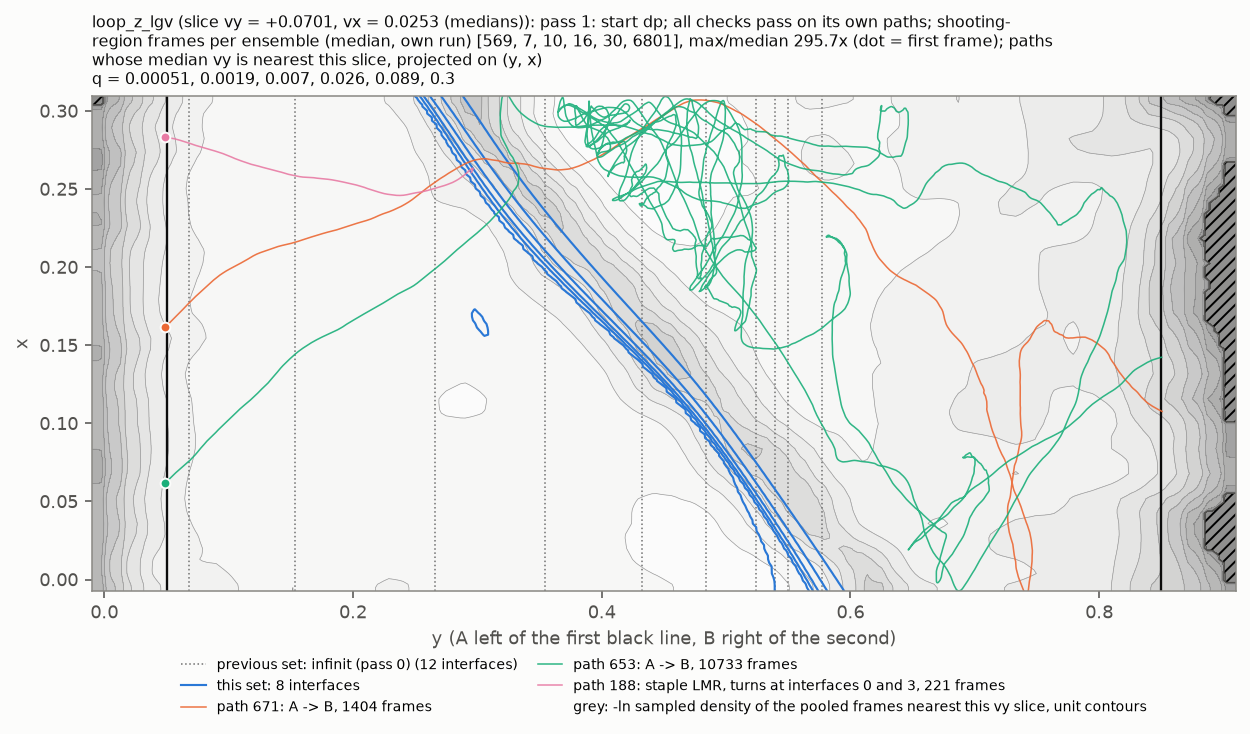 loop_z_lgv (slice vy = +0.0701, vx = 0.0253 (medians)): pass 1: start dp; all checks pass on its own paths; shooting-
region frames per ensemble (median, own run) [569, 7, 10, 16, 30, 6801], max/median 295.7x (dot = first frame); paths
whose median vy is nearest this slice, projected on (y, x)
q = 0.00051, 0.0019, 0.007, 0.026, 0.089, 0.3
0.30
0.25
0.20
0.15
0.10
0.05
0.00
x
0.0 0.2 0.4 0.6 0.8
y (A left of the first black line, B right of the second)
previous set: infinit (pass 0) (12 interfaces)
this set: 8 interfaces
path 671: A -> B, 1404 frames
path 653: A -> B, 10733 frames
path 188: staple LMR, turns at interfaces 0 and 3, 221 frames
grey: -ln sampled density of the pooled frames nearest this vy slice, unit contours